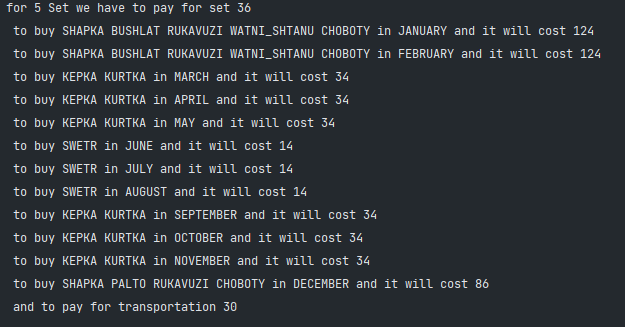 for 5 Set we have to pay for set 36
to buy SHAPKA BUSHLAT RUKAVUZI WATNI_SHTANU CHOBOTY in JANUARY and it will cost 124
to buy SHAPKA BUSHLAT RUKAVUZI WATNI_SHTANU CHOBOTY in FEBRUARY and it will cost 124
to buy KEPKA KURTKA in MARCH and it will cost 34
to buy KEPKA KURTKA in APRIL and it will cost 34
to buy KEPKA KURTKA in MAY and it will cost 34
to buy SWETR in JUNE and it will cost 14
to buy SWETR in JULY and it will cost 14
to buy SWETR in AUGUST and it will cost 14
to buy KEPKA KURTKA in SEPTEMBER and it will cost 34
to buy KEPKA KURTKA in OCTOBER and it will cost 34
to buy KEPKA KURTKA in NOVEMBER and it will cost 34
to buy SHAPKA PALTO RUKAVUZI CHOBOTY in DECEMBER and it will cost 86
and to pay for transportation 30